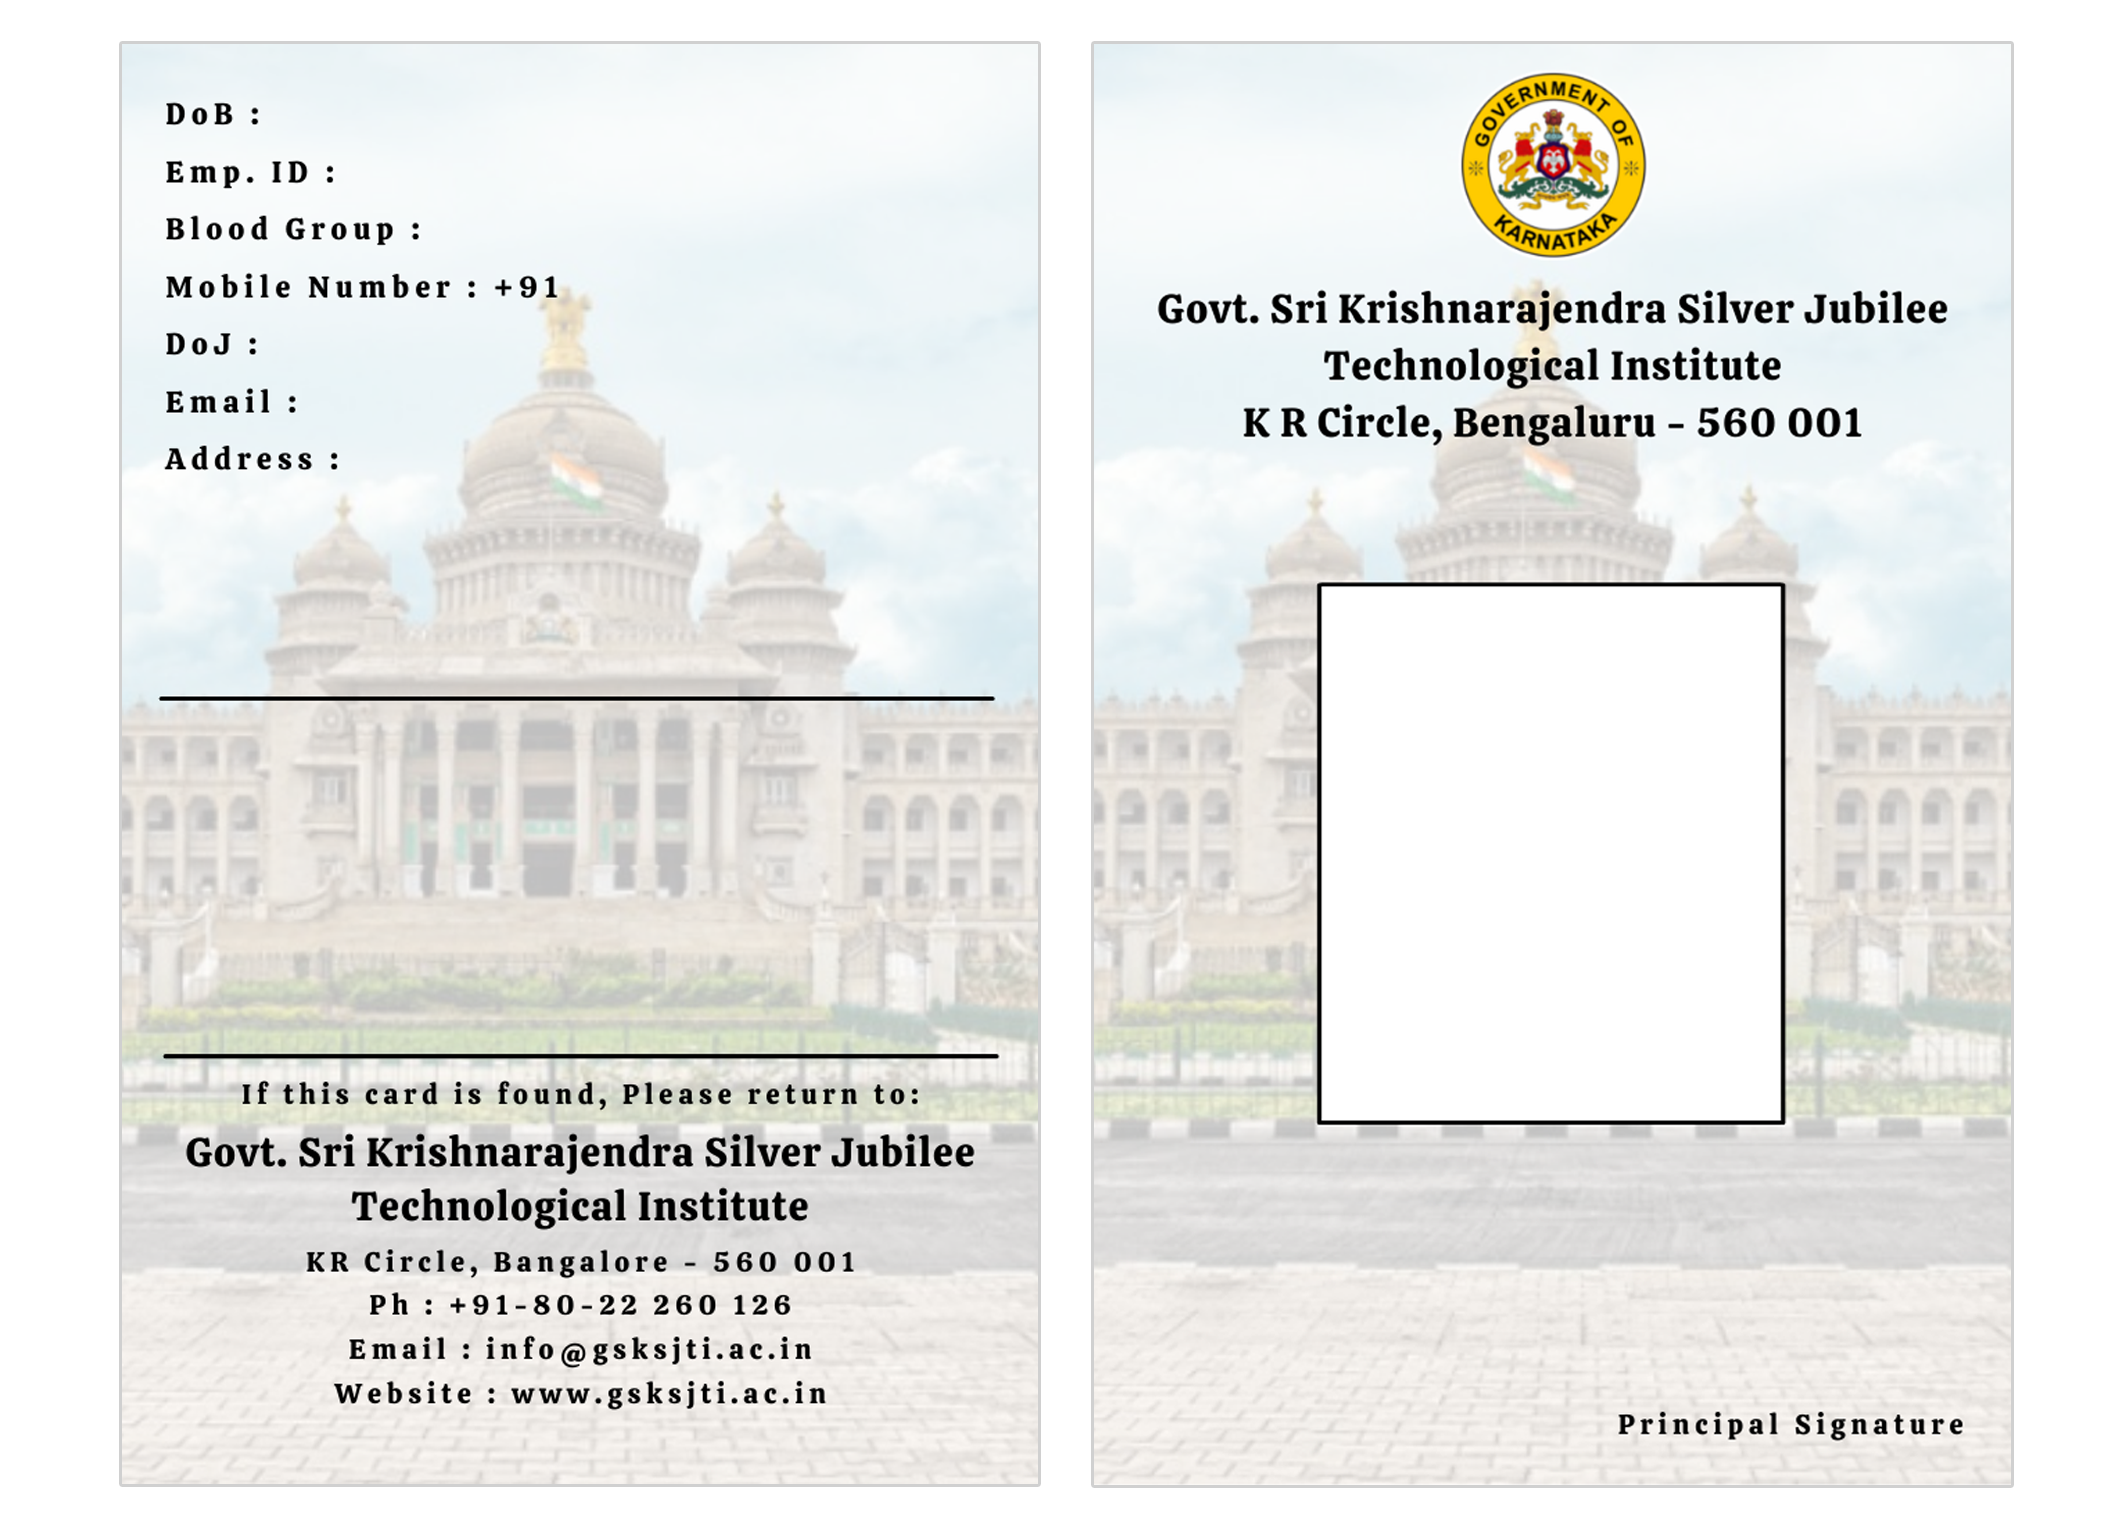 DoB :
Emp. ID :
Blood Group :
Mobile Number : +91
DoJ :
Email :
Address :
If this card is found, Please return to:
Govt. Sri Krishnarajendra Silver Jubilee
Technological Institute
KR Circle, Bangalore - 560 001
Ph : +91-80-22 260 126
Email : info@gsksjti.ac.in
Website : www.gsksjti.ac.in
GOVERNMENT OF
KARNATAKA
Govt. Sri Krishnarajendra Silver Jubilee
Technological Institute
K R Circle, Bengaluru - 560 001
Principal Signature